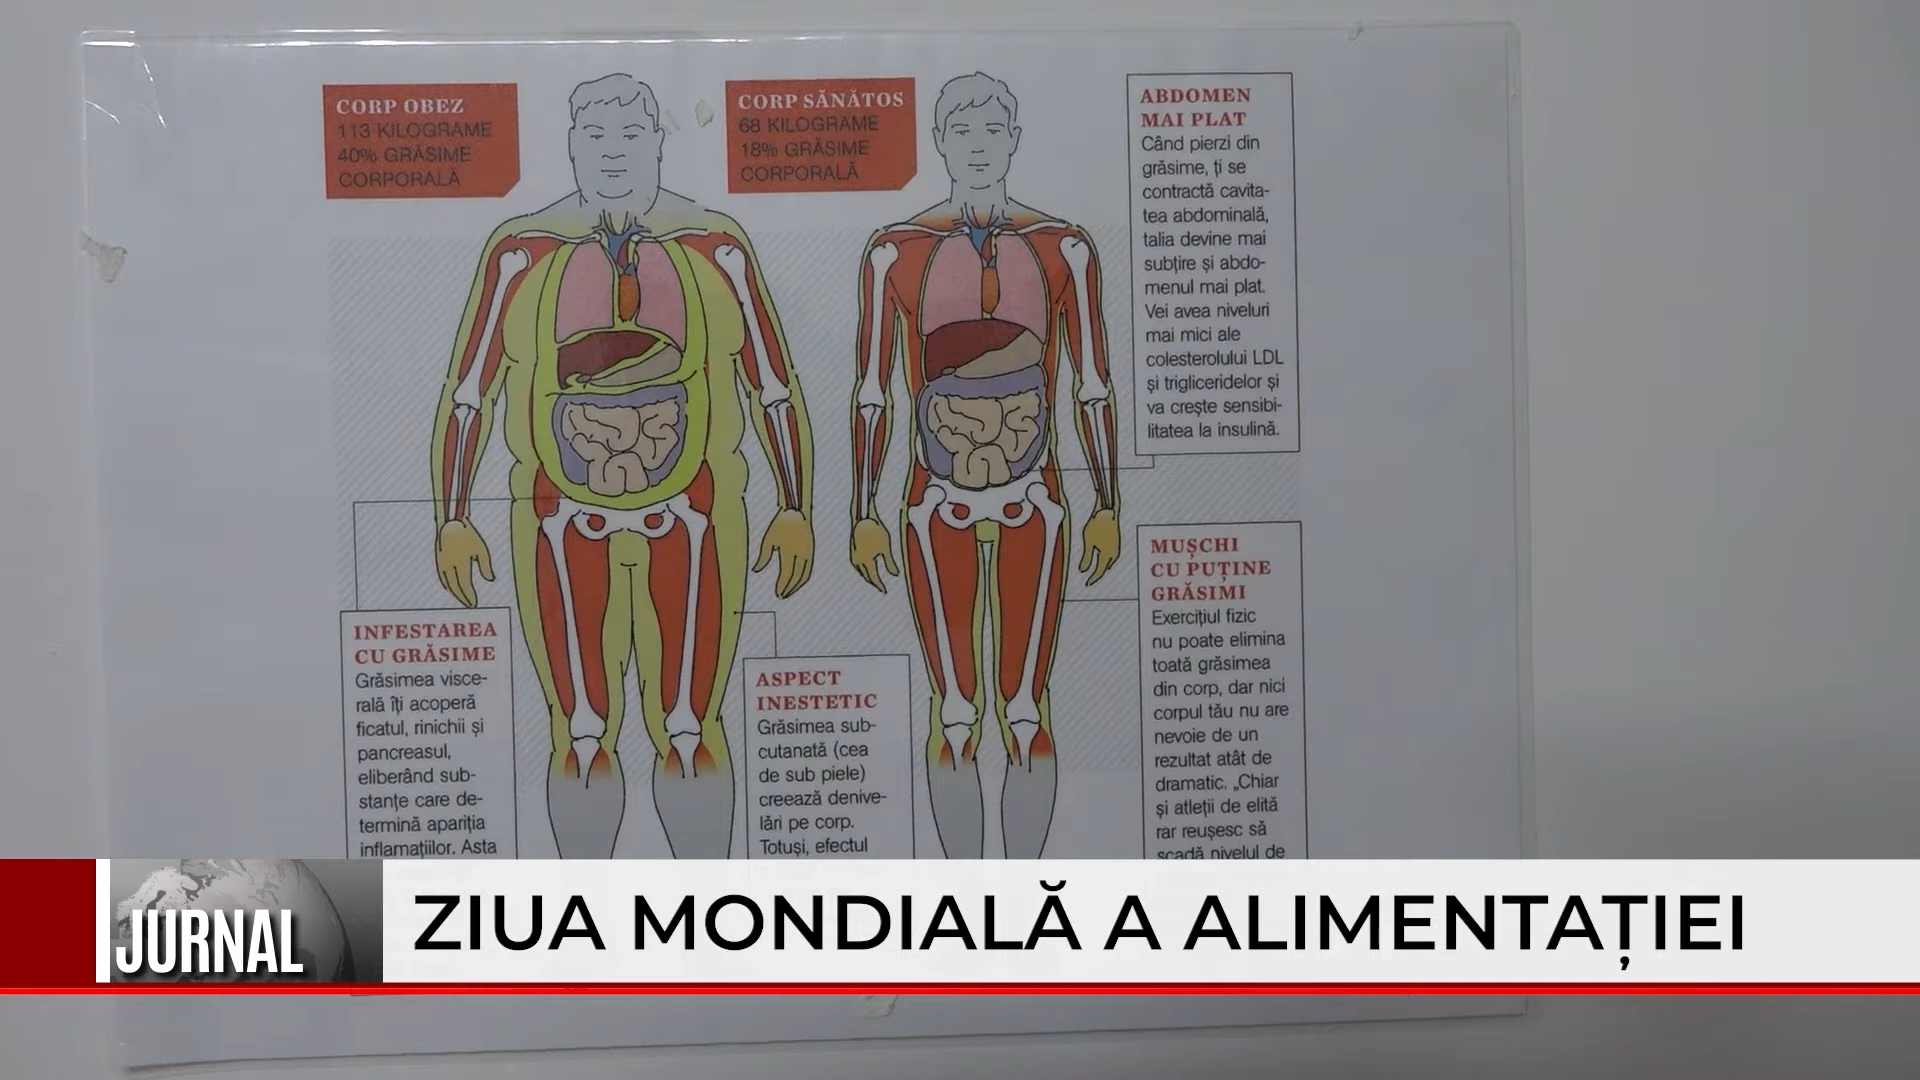 CORP OBEZ
113 KILOGRAME
40% GRĂSIME
CORPORALĂ
CORP SĂNĂTOS
68 KILOGRAME
18% GRĂSIME
CORPORALĂ
ABDOMEN
MAI PLAT
Când pierzi din
grăsime, ți se
contractă cavita-
tea abdominală,
talia devine mai
subțire și abdo-
menul mai plat.
Vei avea niveluri
mai mici ale
colesterolului LDL
și trigliceridelor și
va crește sensibi-
litatea la insulină.
INFESTAREA
CU GRĂSIME
Grăsimea visce-
rală îți acoperă
ficatul, rinichii și
pancreasul,
eliberând sub-
stanțe care de-
termină apariția
inflamațiilor. Asta
ASPECT
INESTETIC
Grăsimea sub-
cutanată (cea
de sub piele)
creează denive-
lări pe corp.
Totuși, efectul
MUȘCHI
CU PUȚINE
GRĂSIMI
Exercițiul fizic
nu poate elimina
toată grăsimea
din corp, dar nici
corpul tău nu are
nevoie de un
rezultat atât de
dramatic. „Chiar
și atleții de elită
rar reușesc să
scadă nivelul de
JURNAL
ZIUA MONDIALĂ A ALIMENTAȚIEI